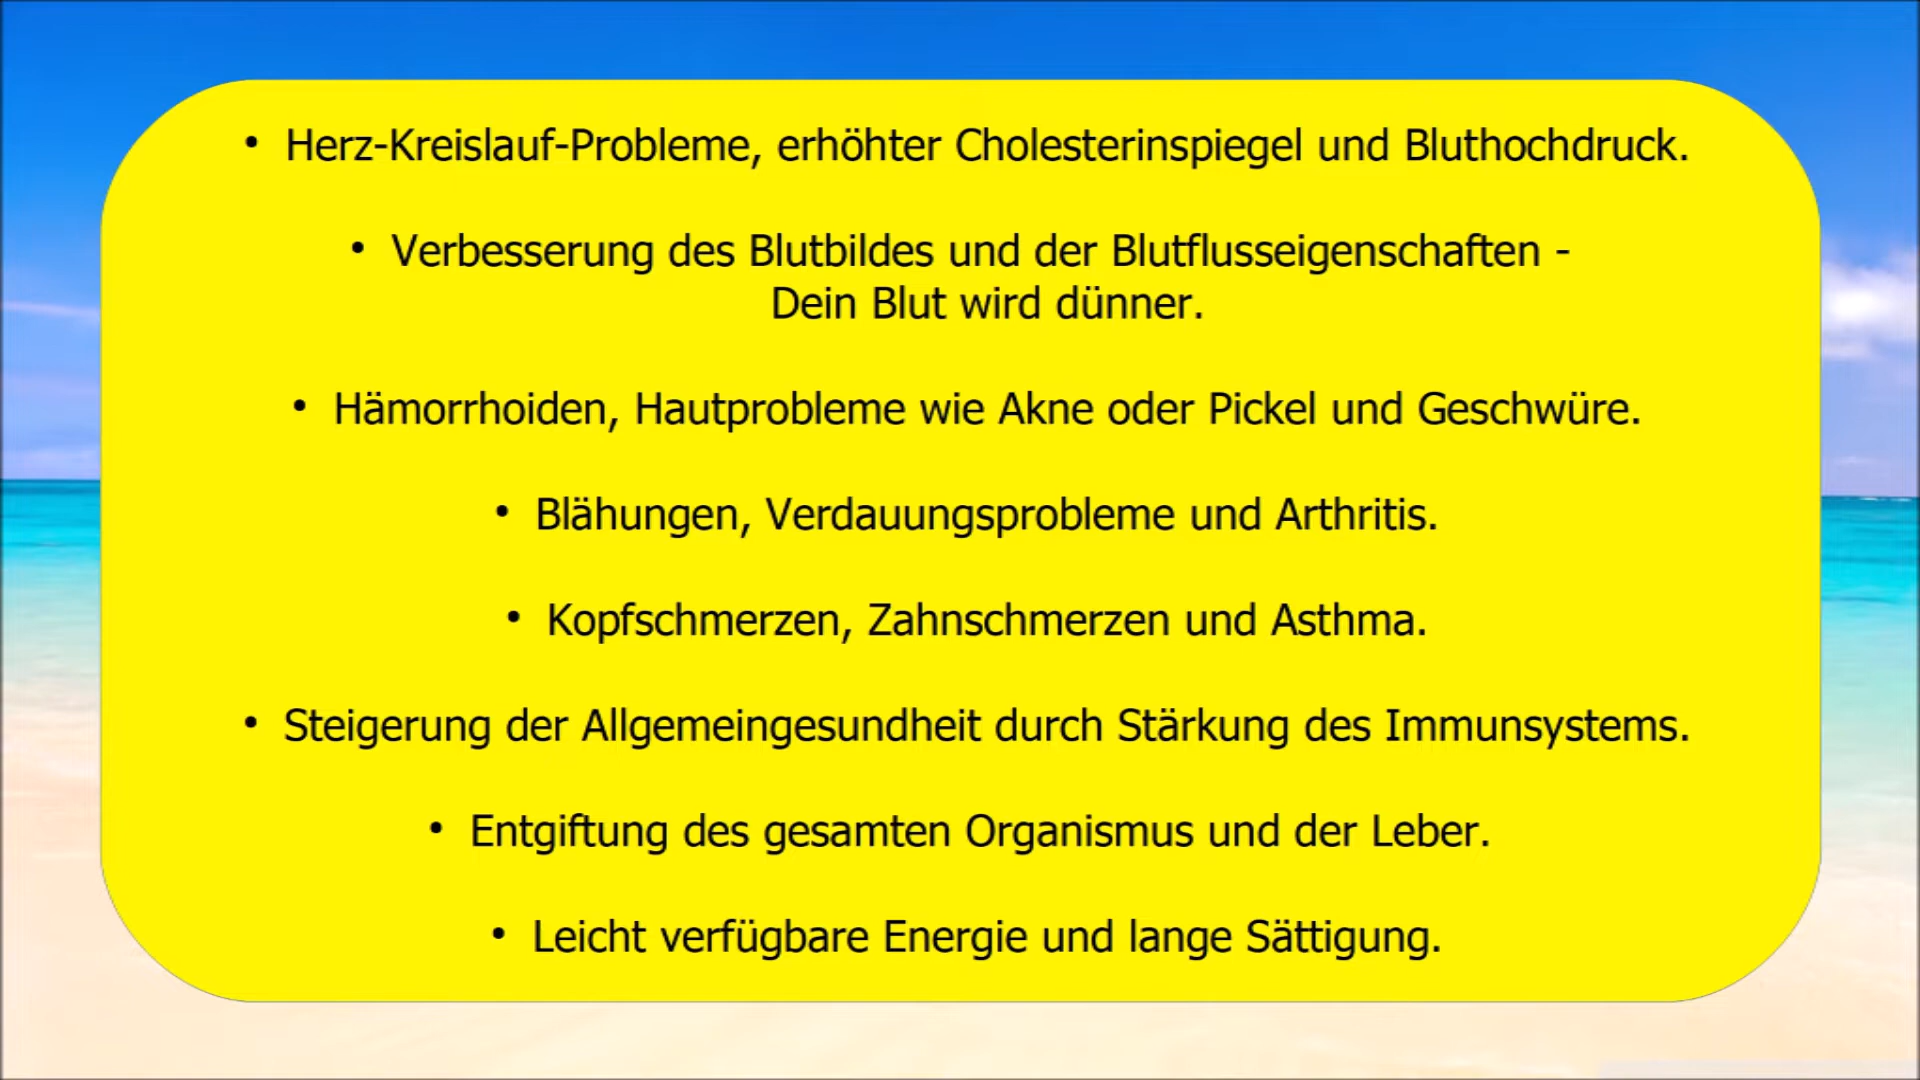 • Herz-Kreislauf-Probleme, erhöhter Cholesterinspiegel und Bluthochdruck.
• Verbesserung des Blutbildes und der Blutflusseigenschaften -
Dein Blut wird dünner.
• Hämorrhoiden, Hautprobleme wie Akne oder Pickel und Geschwüre.
• Blähungen, Verdauungsprobleme und Arthritis.
• Kopfschmerzen, Zahnschmerzen und Asthma.
• Steigerung der Allgemeingesundheit durch Stärkung des Immunsystems.
• Entgiftung des gesamten Organismus und der Leber.
• Leicht verfügbare Energie und lange Sättigung.